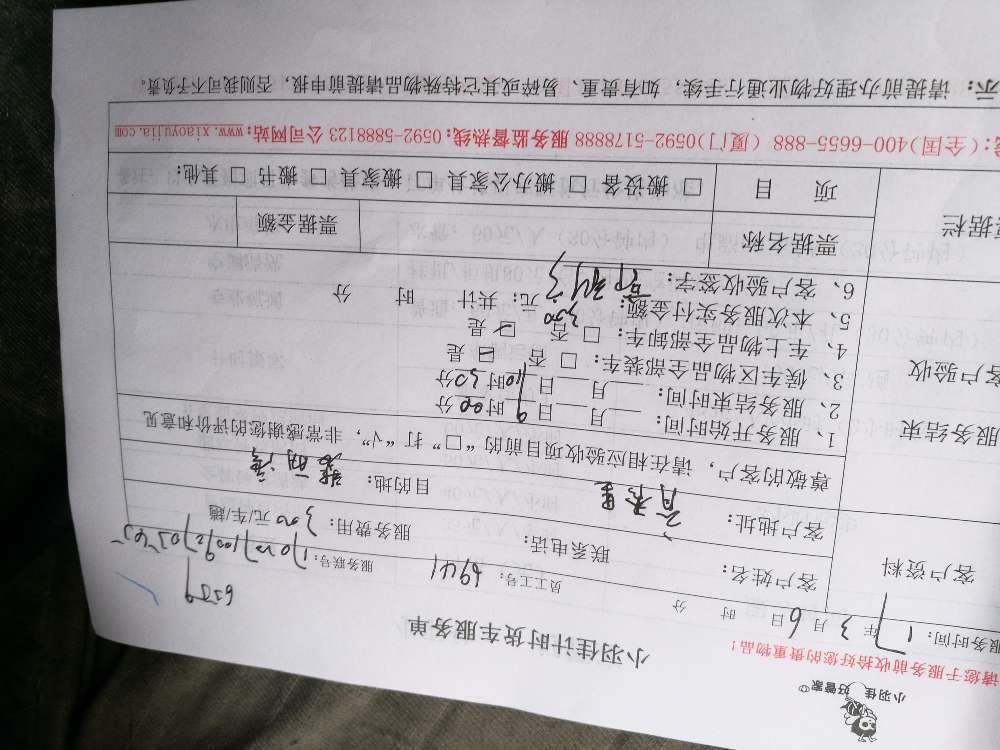 小羽佳 好管家
请您于服务前收拾好您的贵重物品!
小羽佳计时货车服务单
6559
服务时间: 17 年 3 月 6 日 时 分
员工工号: 4941 服务联号:
客户资料
客户姓名: 联系电话: 服务费用: 300 元/车/趟
客户地址: 目的地:
尊敬的客户,请在相应验收项目前的“□”打“√”,非常感谢您的评价和意见
服务结束
客户验收
1、服务开始时间: 月 日 9 时 00 分
2、服务结束时间: 月 日 10 时 30 分
3、候车区物品全部装车: □ 否 □ 是
4、车上物品全部卸车: □ 否 ☑ 是
5、本次服务实付金额: 300 元; 共计 时 分
6、客户验收签字:
票据栏
票据名称 票据金额
项 目 □ 搬设备 □ 搬办公家具 □ 搬家具 □ 搬书 □ 其他:
线:(全国)400-6655-888 (厦门)0592-5178888 服务监督热线:0592-5888123 公司网站:www.xiaoyujia.com
示: 请提前办理好物业通行手续;如有贵重、易碎或其它特殊物品请提前申报,否则我司不予负责。